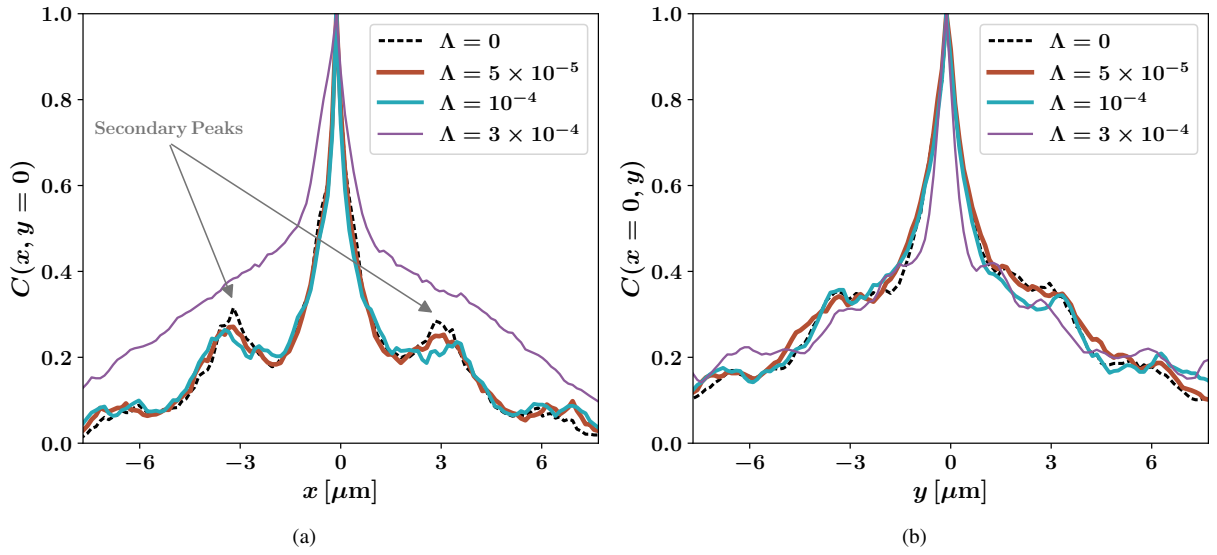 1.0
0.8
0.6
0.4
0.2
0.0
C(x, y = 0)
Secondary Peaks
Λ = 0
Λ = 5 × 10⁻⁵
Λ = 10⁻⁴
Λ = 3 × 10⁻⁴
−6 −3 0 3 6
x [μm]
(a)
1.0
0.8
0.6
0.4
0.2
0.0
C(x = 0, y)
Λ = 0
Λ = 5 × 10⁻⁵
Λ = 10⁻⁴
Λ = 3 × 10⁻⁴
−6 −3 0 3 6
y [μm]
(b)